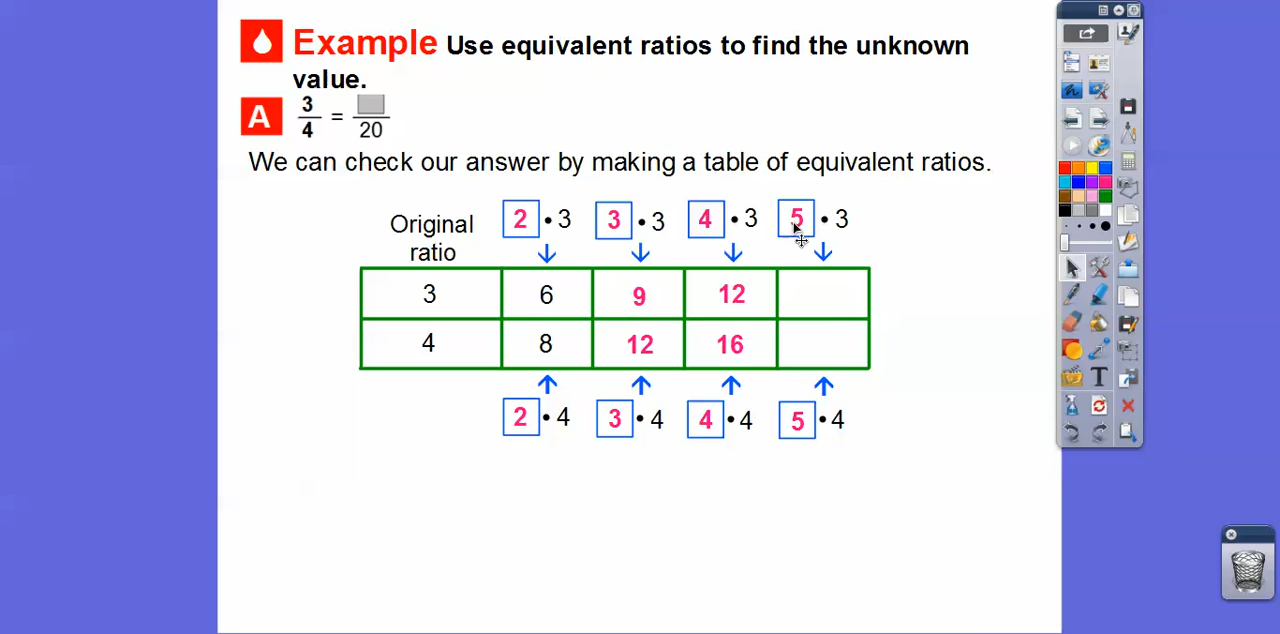 Example Use equivalent ratios to find the unknown
value.
A 3/4 = □/20
We can check our answer by making a table of equivalent ratios.
Original
ratio
2 • 3 3 • 3 4 • 3 5 • 3
3 6 9 12
4 8 12 16
2 • 4 3 • 4 4 • 4 5 • 4
T